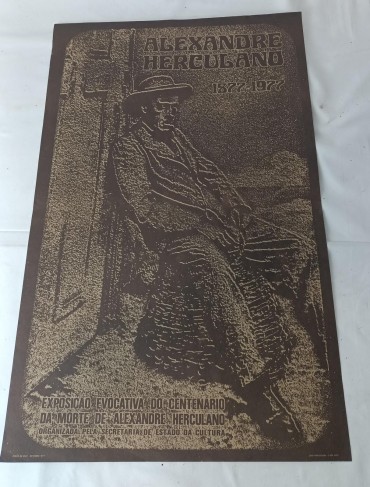 ALEXANDRE
HERCULANO
1877-1977
EXPOSIÇÃO EVOCATIVA DO CENTENÁRIO
DA MORTE DE ALEXANDRE HERCULANO
ORGANIZADA PELA SECRETARIA DE ESTADO DA CULTURA